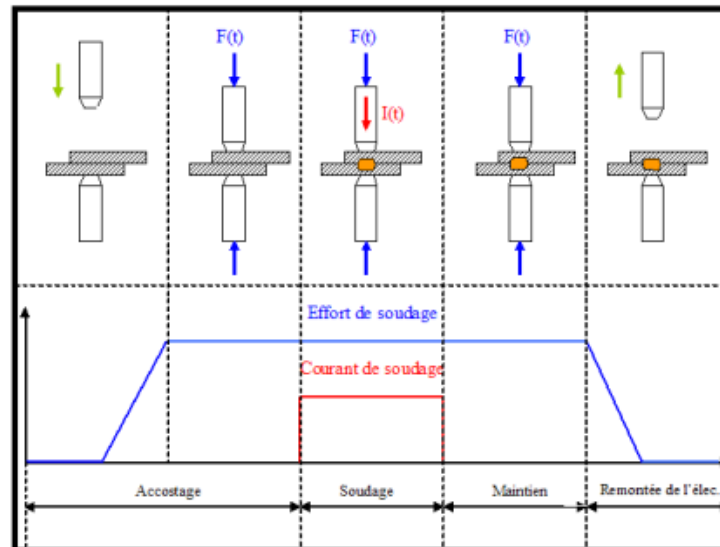 F(t)
F(t)
F(t)
I(t)
Effort de soudage
Courant de soudage
Accostage
Soudage
Maintien
Remontée de l'élec.